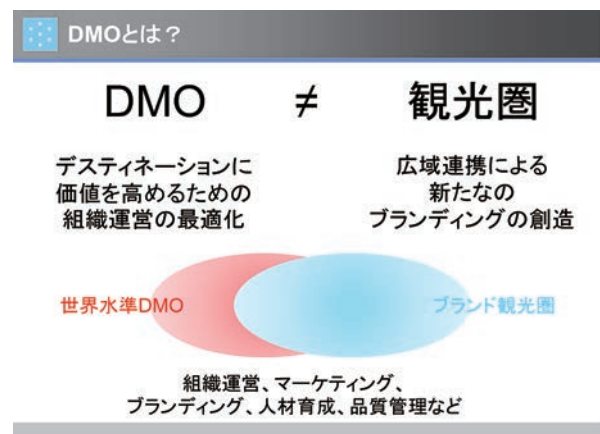 DMOとは？
DMO ≠ 観光圏
デスティネーションに
価値を高めるための
組織運営の最適化
広域連携による
新たなの
ブランディングの創造
世界水準DMO
ブランド観光圏
組織運営、マーケティング、
ブランディング、人材育成、品質管理など